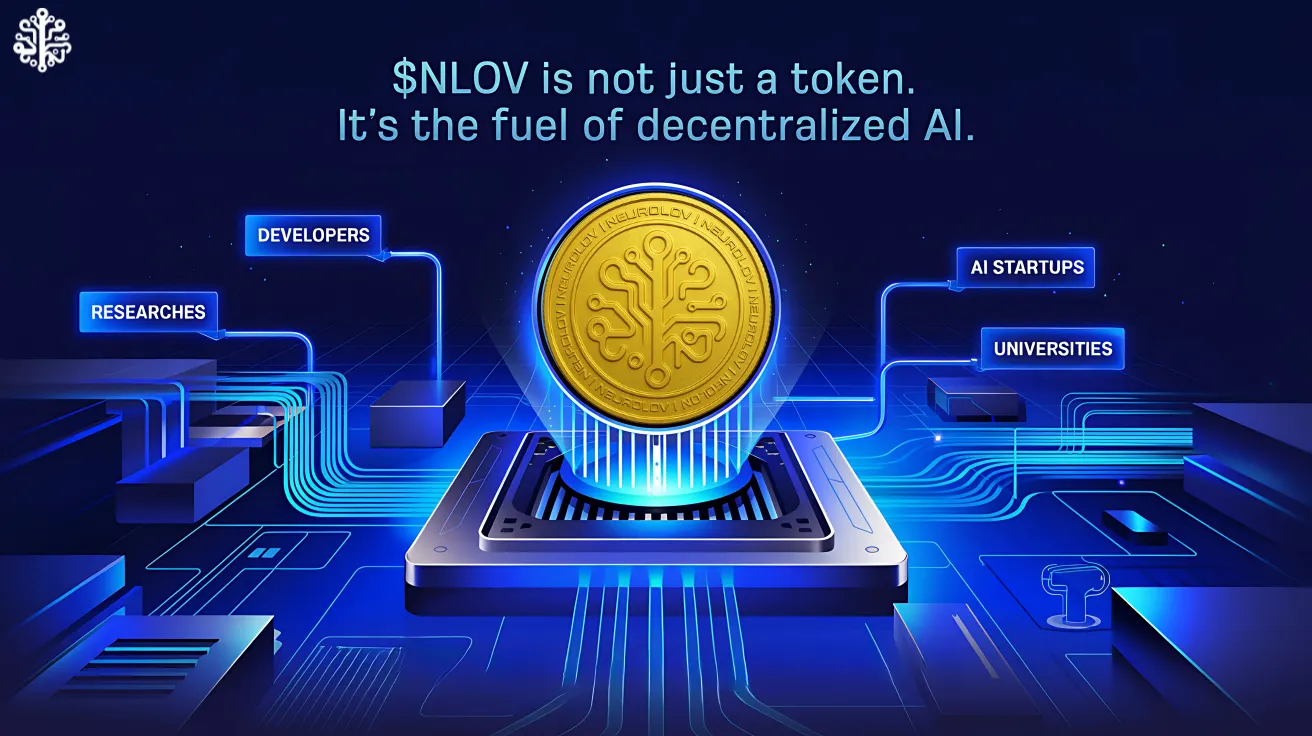 $NLOV is not just a token.
It's the fuel of decentralized AI.
DEVELOPERS
AI STARTUPS
RESEARCHES
UNIVERSITIES
NEUROLOV | NEUROLOV | NEUROLOV